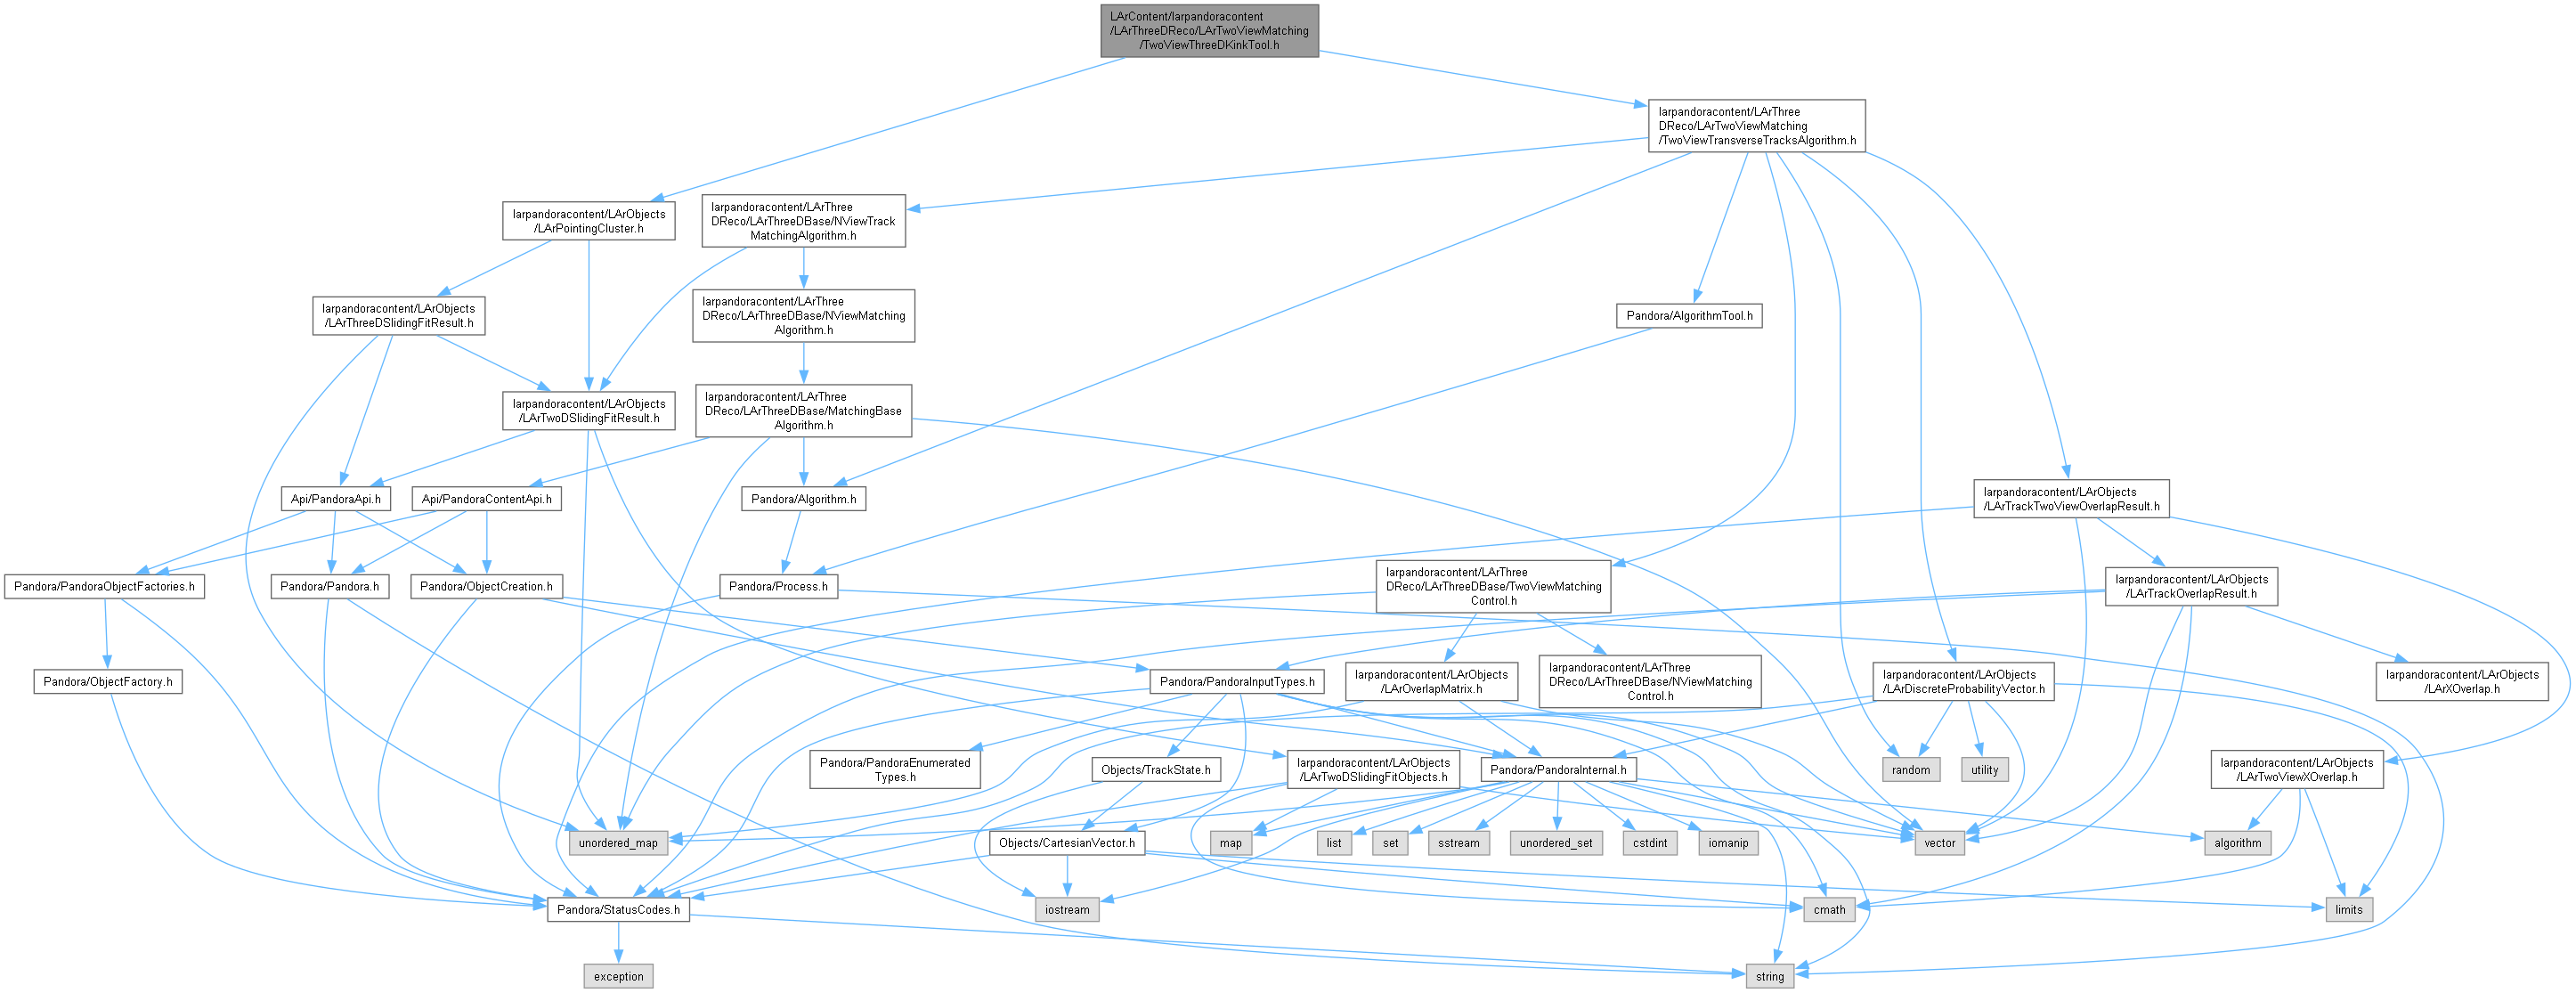 LArContent/larpandoracontent
/LArThreeDReco/LArTwoViewMatching
/TwoViewThreeDKinkTool.h
larpandoracontent/LArThree
DReco/LArTwoViewMatching
/TwoViewTransverseTracksAlgorithm.h
larpandoracontent/LArObjects
/LArPointingCluster.h
larpandoracontent/LArThree
DReco/LArThreeDBase/NViewTrack
MatchingAlgorithm.h
larpandoracontent/LArObjects
/LArThreeDSlidingFitResult.h
larpandoracontent/LArThree
DReco/LArThreeDBase/NViewMatching
Algorithm.h
Pandora/AlgorithmTool.h
larpandoracontent/LArObjects
/LArTwoDSlidingFitResult.h
larpandoracontent/LArThree
DReco/LArThreeDBase/MatchingBase
Algorithm.h
Api/PandoraApi.h
Api/PandoraContentApi.h
Pandora/Algorithm.h
larpandoracontent/LArObjects
/LArTrackTwoViewOverlapResult.h
Pandora/PandoraObjectFactories.h
Pandora/Pandora.h
Pandora/ObjectCreation.h
Pandora/Process.h
larpandoracontent/LArThree
DReco/LArThreeDBase/TwoViewMatching
Control.h
larpandoracontent/LArObjects
/LArTrackOverlapResult.h
Pandora/ObjectFactory.h
Pandora/PandoraInputTypes.h
larpandoracontent/LArObjects
/LArOverlapMatrix.h
larpandoracontent/LArThree
DReco/LArThreeDBase/NViewMatching
Control.h
larpandoracontent/LArObjects
/LArDiscreteProbabilityVector.h
larpandoracontent/LArObjects
/LArXOverlap.h
Pandora/PandoraEnumerated
Types.h
Objects/TrackState.h
larpandoracontent/LArObjects
/LArTwoDSlidingFitObjects.h
Pandora/PandoraInternal.h
random
utility
larpandoracontent/LArObjects
/LArTwoViewXOverlap.h
unordered_map
Objects/CartesianVector.h
map
list
set
sstream
unordered_set
cstdint
iomanip
vector
algorithm
Pandora/StatusCodes.h
iostream
cmath
limits
exception
string